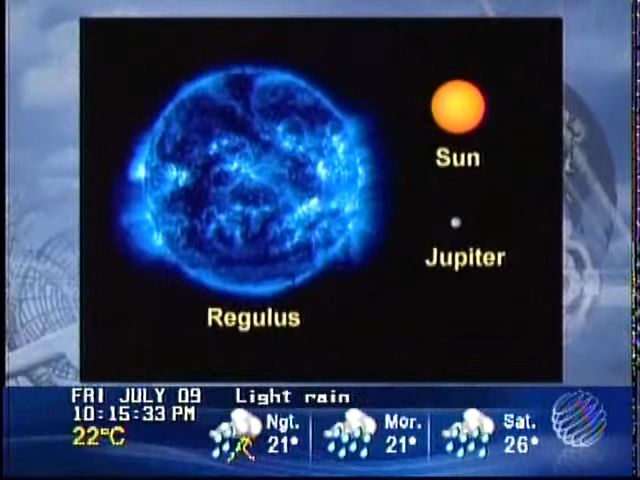 Sun
Jupiter
Regulus
FRI JULY 09 Light rain
10:15:33 PM
22°C
Ngt.
21°
Mor.
21°
Sat.
26°